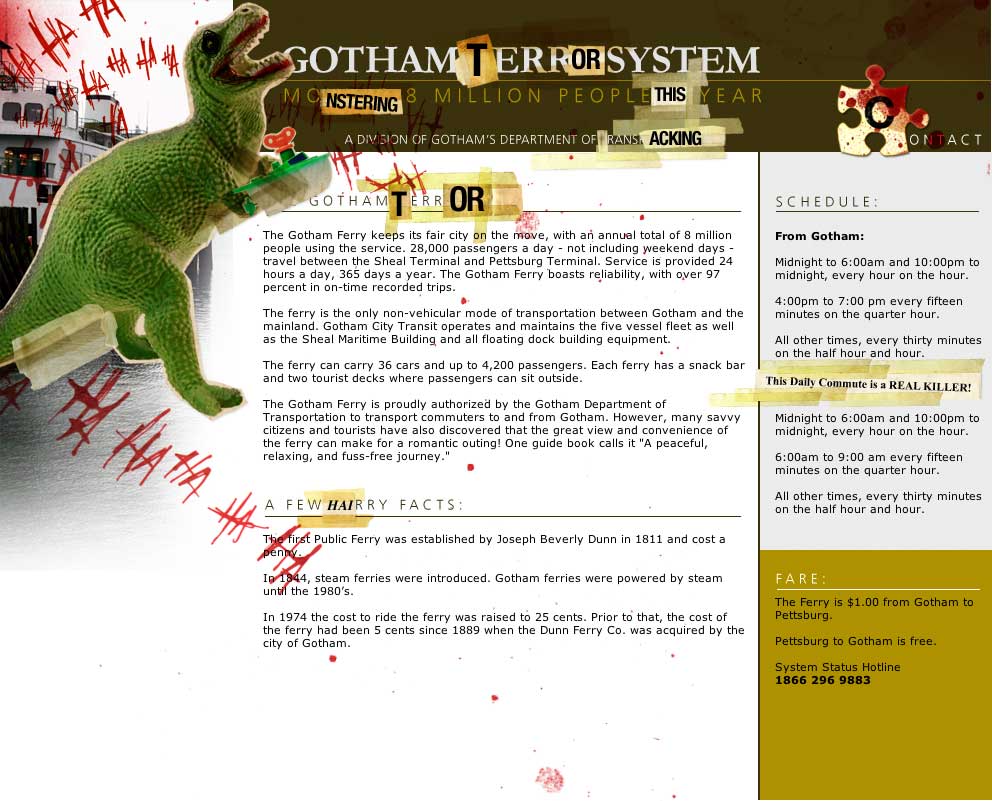 HA HA HA HA HA HA HA
GOTHAM TERROR SYSTEM
MONSTERING 8 MILLION PEOPLE THIS YEAR
A DIVISION OF GOTHAM'S DEPARTMENT OF TRANS ACKING
CONTACT
GOTHAM TERROR
The Gotham Ferry keeps its fair city on the move, with an annual total of 8 million
people using the service. 28,000 passengers a day - not including weekend days -
travel between the Sheal Terminal and Pettsburg Terminal. Service is provided 24
hours a day, 365 days a year. The Gotham Ferry boasts reliability, with over 97
percent in on-time recorded trips.
The ferry is the only non-vehicular mode of transportation between Gotham and the
mainland. Gotham City Transit operates and maintains the five vessel fleet as well
as the Sheal Maritime Building and all floating dock building equipment.
The ferry can carry 36 cars and up to 4,200 passengers. Each ferry has a snack bar
and two tourist decks where passengers can sit outside.
The Gotham Ferry is proudly authorized by the Gotham Department of
Transportation to transport commuters to and from Gotham. However, many savvy
citizens and tourists have also discovered that the great view and convenience of
the ferry can make for a romantic outing! One guide book calls it "A peaceful,
relaxing, and fuss-free journey."
HA HA HA HA HA HA
A FEW HAIRRY FACTS:
The first Public Ferry was established by Joseph Beverly Dunn in 1811 and cost a
penny.
In 1844, steam ferries were introduced. Gotham ferries were powered by steam
until the 1980's.
In 1974 the cost to ride the ferry was raised to 25 cents. Prior to that, the cost of
the ferry had been 5 cents since 1889 when the Dunn Ferry Co. was acquired by the
city of Gotham.
SCHEDULE:
From Gotham:
Midnight to 6:00am and 10:00pm to
midnight, every hour on the hour.
4:00pm to 7:00 pm every fifteen
minutes on the quarter hour.
All other times, every thirty minutes
on the half hour and hour.
This Daily Commute is a REAL KILLER!
Midnight to 6:00am and 10:00pm to
midnight, every hour on the hour.
6:00am to 9:00 am every fifteen
minutes on the quarter hour.
All other times, every thirty minutes
on the half hour and hour.
FARE:
The Ferry is $1.00 from Gotham to
Pettsburg.
Pettsburg to Gotham is free.
System Status Hotline
1866 296 9883